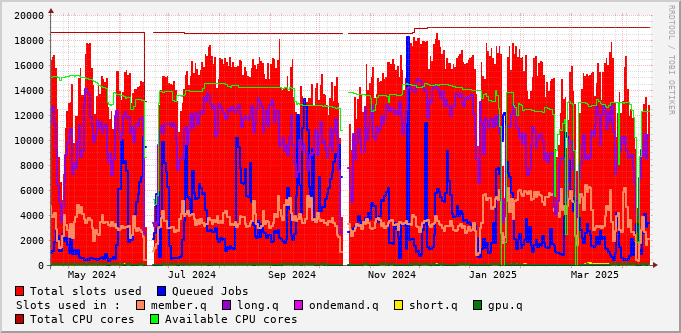 20000
18000
16000
14000
12000
10000
8000
6000
4000
2000
0
May 2024 Jul 2024 Sep 2024 Nov 2024 Jan 2025 Mar 2025
RRDTOOL / TOBI OETIKER
Total slots used Queued Jobs
Slots used in : member.q long.q ondemand.q short.q gpu.q
Total CPU cores Available CPU cores